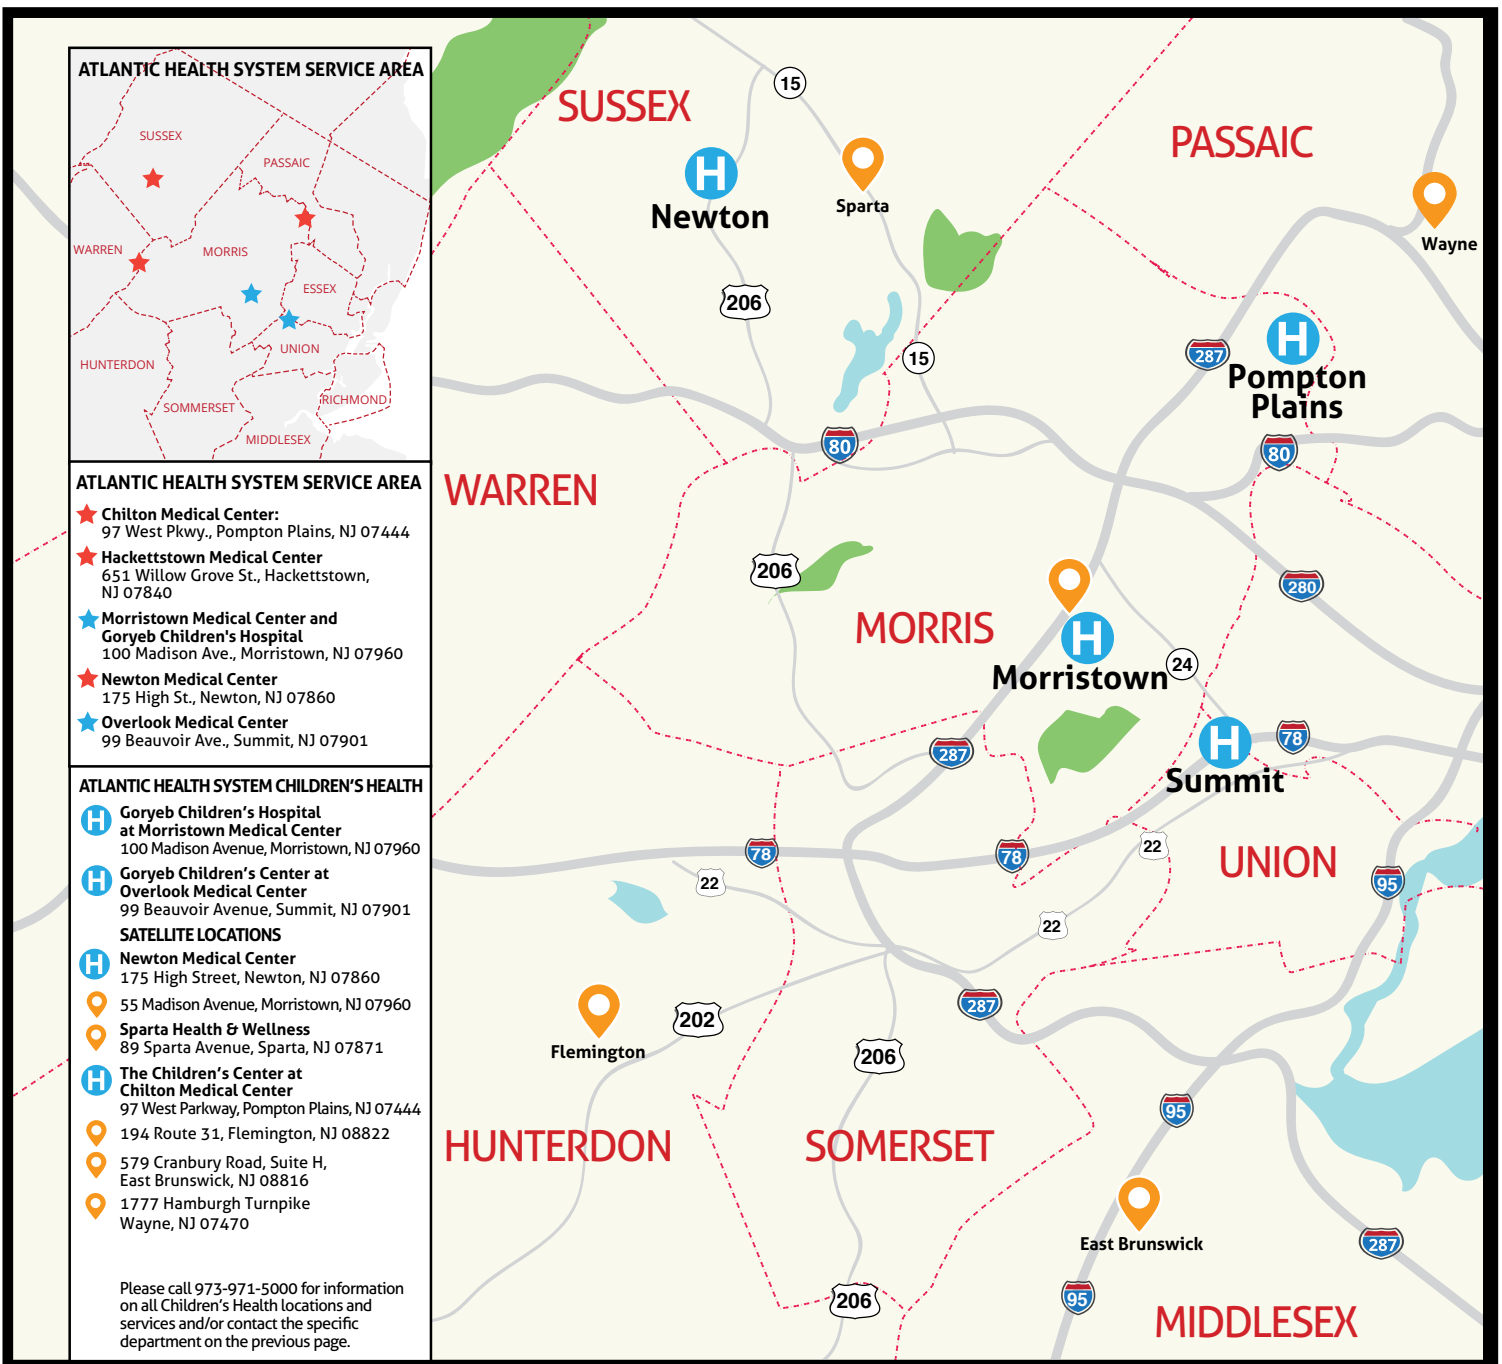 ATLANTIC HEALTH SYSTEM SERVICE AREA
SUSSEX
PASSAIC
WARREN
MORRIS
ESSEX
UNION
HUNTERDON
SOMMERSET
RICHMOND
MIDDLESEX
ATLANTIC HEALTH SYSTEM SERVICE AREA
Chilton Medical Center:
97 West Pkwy., Pompton Plains, NJ 07444
Hackettstown Medical Center
651 Willow Grove St., Hackettstown,
NJ 07840
Morristown Medical Center and
Goryeb Children's Hospital
100 Madison Ave., Morristown, NJ 07960
Newton Medical Center
175 High St., Newton, NJ 07860
Overlook Medical Center
99 Beauvoir Ave., Summit, NJ 07901
ATLANTIC HEALTH SYSTEM CHILDREN’S HEALTH
H Goryeb Children’s Hospital
at Morristown Medical Center
100 Madison Avenue, Morristown, NJ 07960
H Goryeb Children’s Center at
Overlook Medical Center
99 Beauvoir Avenue, Summit, NJ 07901
SATELLITE LOCATIONS
H Newton Medical Center
175 High Street, Newton, NJ 07860
55 Madison Avenue, Morristown, NJ 07960
Sparta Health & Wellness
89 Sparta Avenue, Sparta, NJ 07871
H The Children’s Center at
Chilton Medical Center
97 West Parkway, Pompton Plains, NJ 07444
194 Route 31, Flemington, NJ 08822
579 Cranbury Road, Suite H,
East Brunswick, NJ 08816
1777 Hamburgh Turnpike
Wayne, NJ 07470
Please call 973-971-5000 for information
on all Children’s Health locations and
services and/or contact the specific
department on the previous page.
15
SUSSEX
PASSAIC
H
Newton
Sparta
Wayne
206
15
287
H
Pompton
Plains
80
80
WARREN
206
280
MORRIS
H
Morristown
24
287
H
78
Summit
78
78
22
UNION
22
95
22
287
202
Flemington
206
95
HUNTERDON
SOMERSET
East Brunswick
287
206
95
MIDDLESEX